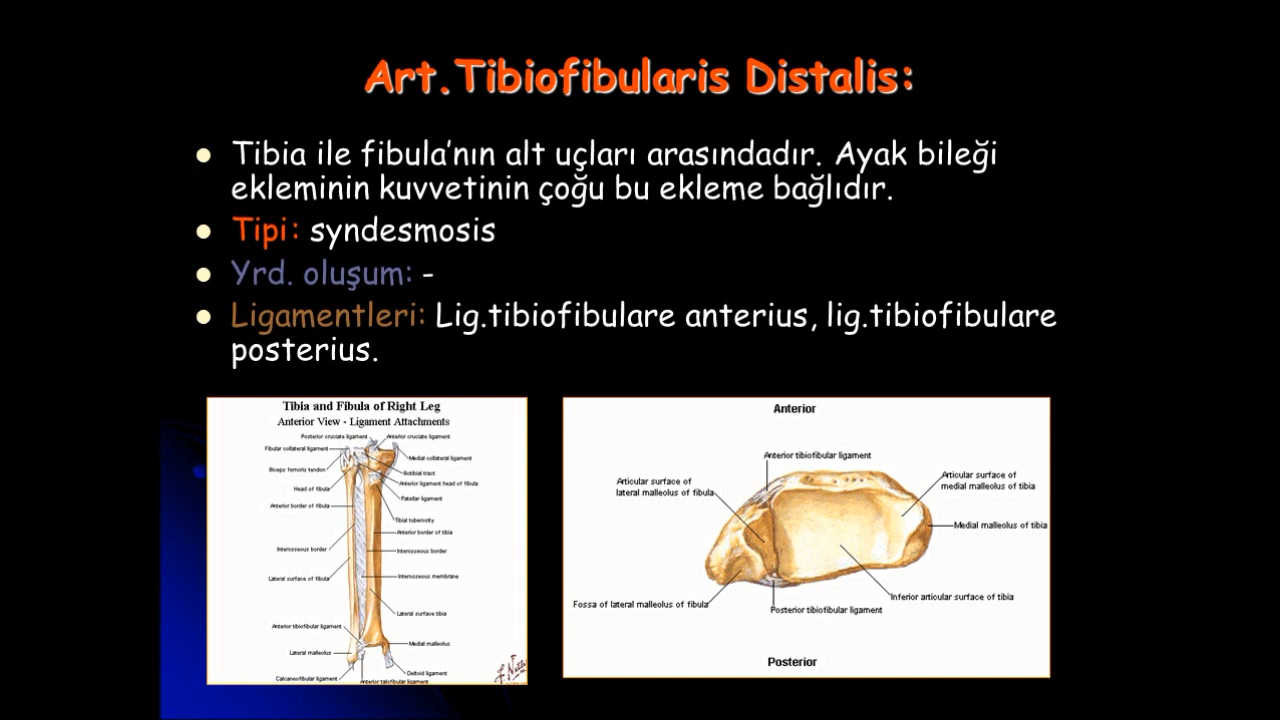 Art.Tibiofibularis Distalis:
Tibia ile fibula’nın alt uçları arasındadır. Ayak bileği
ekleminin kuvvetinin çoğu bu ekleme bağlıdır.
Tipi: syndesmosis
Yrd. oluşum: -
Ligamentleri: Lig.tibiofibulare anterius, lig.tibiofibulare
posterius.
Tibia and Fibula of Right Leg
Anterior View - Ligament Attachments
Posterior cruciate ligament
Anterior cruciate ligament
Fibular collateral ligament
Medial collateral ligament
Biceps femoris tendon
Iliotibial tract
Anterior ligament head of fibula
Head of fibula
Patellar ligament
Anterior border of fibula
Tibial tuberosity
Anterior border of tibia
Interosseous border
Interosseous border
Lateral surface of fibula
Interosseous membrane
Lateral surface tibia
Anterior tibiofibular ligament
Medial malleolus
Lateral malleolus
Deltoid ligament
Calcaneofibular ligament
Anterior talofibular ligament
Anterior
Anterior tibiofibular ligament
Articular surface of
lateral malleolus of fibula
Articular surface of
medial malleolus of tibia
Medial malleolus of tibia
Inferior articular surface of tibia
Fossa of lateral malleolus of fibula
Posterior tibiofibular ligament
Posterior